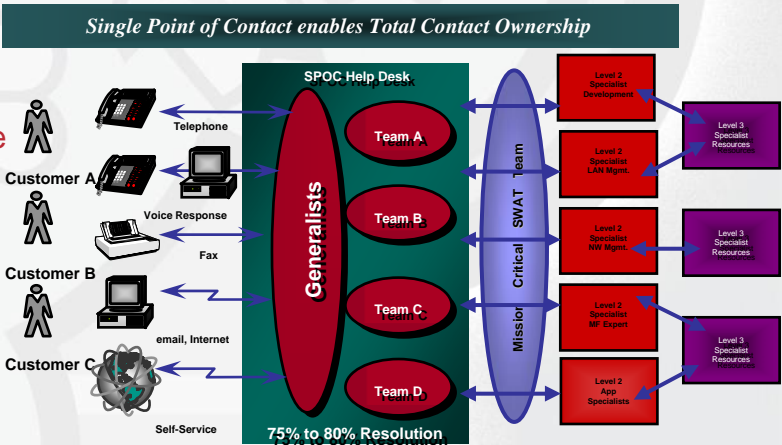 Single Point of Contact enables Total Contact Ownership
SPOC Help Desk
e
Customer A
Customer B
Customer C
Telephone
Voice Response
Fax
email, Internet
Self-Service
Generalists
Team A
Team B
Team C
Team D
75% to 80% Resolution
Mission Critical SWAT Team
Level 2
Specialist
Development
Level 2
Specialist
LAN Mgmt.
Level 2
Specialist
NW Mgmt.
Level 2
Specialist
MF Export
Level 2
App
Specialists
Level 3
Specialist
Resources
Level 3
Specialist
Resources
Level 3
Specialist
Resources